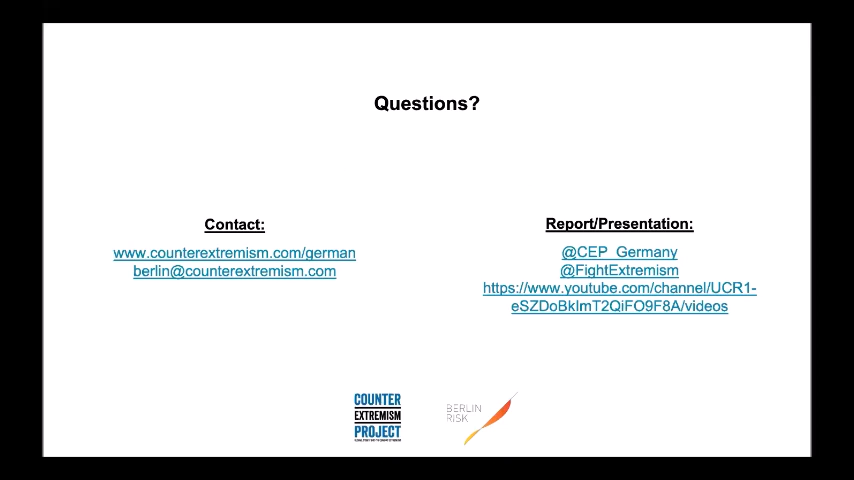 Questions?
Contact:
www.counterextremism.com/german
berlin@counterextremism.com
Report/Presentation:
@CEP_Germany
@FightExtremism
https://www.youtube.com/channel/UCR1-
eSZDoBklmT2QiFO9F8A/videos
COUNTER
EXTREMISM
PROJECT
BERLIN
RISK